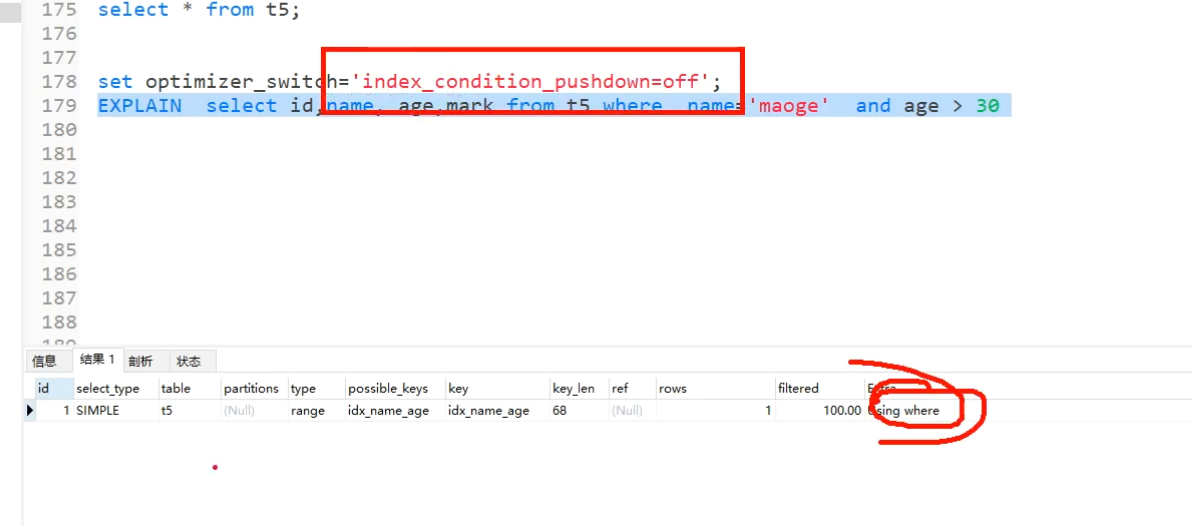 175 select * from t5;
176
177
178 set optimizer_switch='index_condition_pushdown=off';
179 EXPLAIN select id,name, age,mark from t5 where name='maoge' and age > 30
180
181
182
183
184
185
186
187
188
189
信息 结果 1 剖析 状态
id select_type table partitions type possible_keys key key_len ref rows filtered Extra
1 SIMPLE t5 (Null) range idx_name_age idx_name_age 68 (Null) 1 100.00 Using where